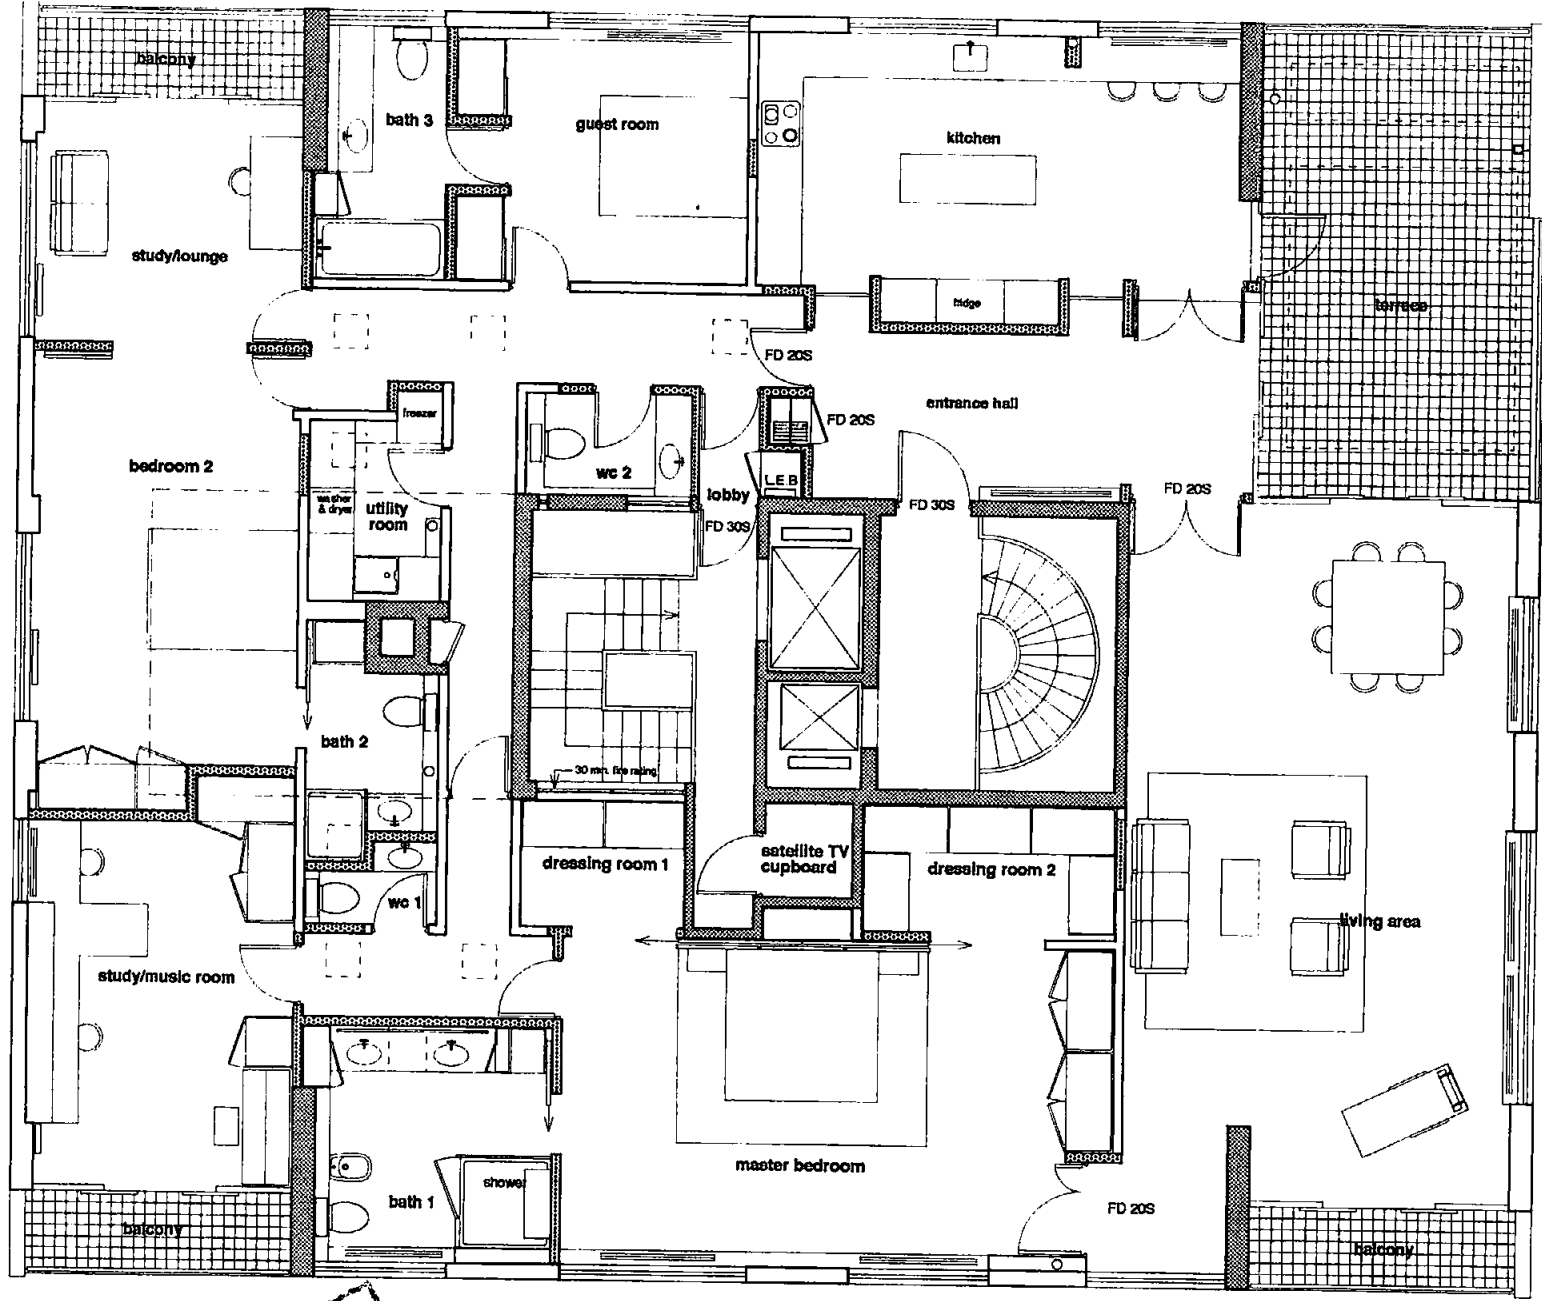 balcony
bath 3
guest room
kitchen
study/lounge
fridge
terrace
FD 20S
freezer
entrance hall
FD 20S
bedroom 2
wc 2
washer
& dryer
utility
room
lobby
L.E.B
FD 20S
FD 30S
FD 30S
bath 2
30 min. fire rating
dressing room 1
satellite TV
cupboard
dressing room 2
wc 1
living area
study/music room
master bedroom
shower
bath 1
FD 20S
balcony
balcony